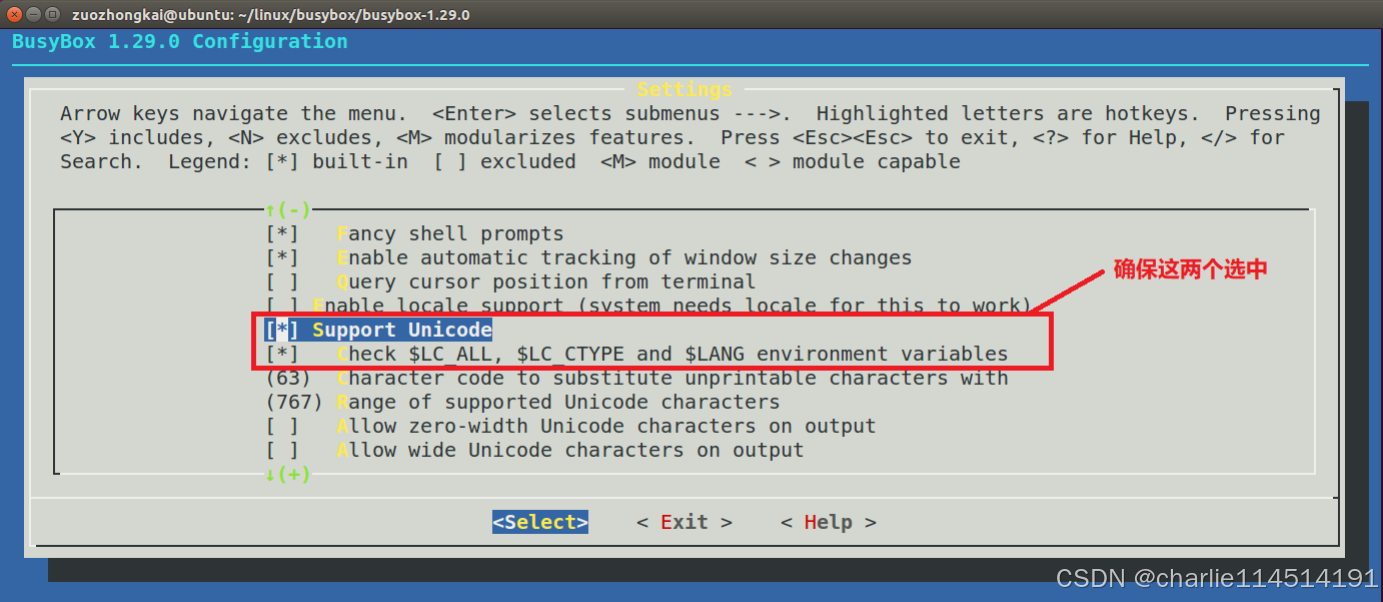 zuozhongkai@ubuntu: ~/linux/busybox/busybox-1.29.0
BusyBox 1.29.0 Configuration
Settings
Arrow keys navigate the menu.  <Enter> selects submenus --->.  Highlighted letters are hotkeys.  Pressing
<Y> includes, <N> excludes, <M> modularizes features.  Press <Esc><Esc> to exit, <?> for Help, </> for
Search.  Legend: [*] built-in  [ ] excluded  <M> module  < > module capable
↑(-)
[*]   Fancy shell prompts
[*]   Enable automatic tracking of window size changes
[ ]   Query cursor position from terminal
确保这两个选中
[ ] Enable locale support (system needs locale for this to work)
[*] Support Unicode
[*]   Check $LC_ALL, $LC_CTYPE and $LANG environment variables
(63)  Character code to substitute unprintable characters with
(767) Range of supported Unicode characters
[ ]   Allow zero-width Unicode characters on output
[ ]   Allow wide Unicode characters on output
↓(+)
<Select>    < Exit >    < Help >
CSDN @charlie114514191